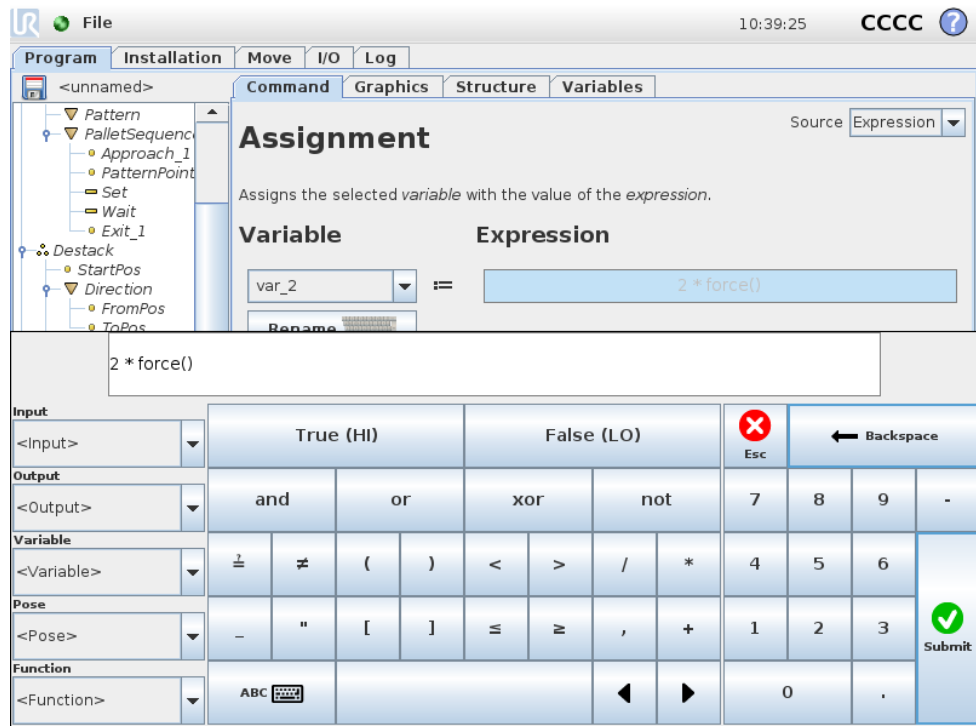 UR File 10:39:25 CCCC ?
Program Installation Move I/O Log
<unnamed> Command Graphics Structure Variables
Pattern
PalletSequenc
Approach_1
PatternPoint
Set
Wait
Exit_1
Destack
StartPos
Direction
FromPos
ToPos
Assignment
Source Expression
Assigns the selected variable with the value of the expression.
Variable Expression
var_2 := 2 * force()
Rename
2 * force()
Input
<Input>
Output
<Output>
Variable
<Variable>
Pose
<Pose>
Function
<Function>
True (HI) False (LO) Esc Backspace
and or xor not 7 8 9 -
≟ ≠ ( ) < > / * 4 5 6
_ " [ ] ≤ ≥ , + 1 2 3 Submit
ABC 0 .